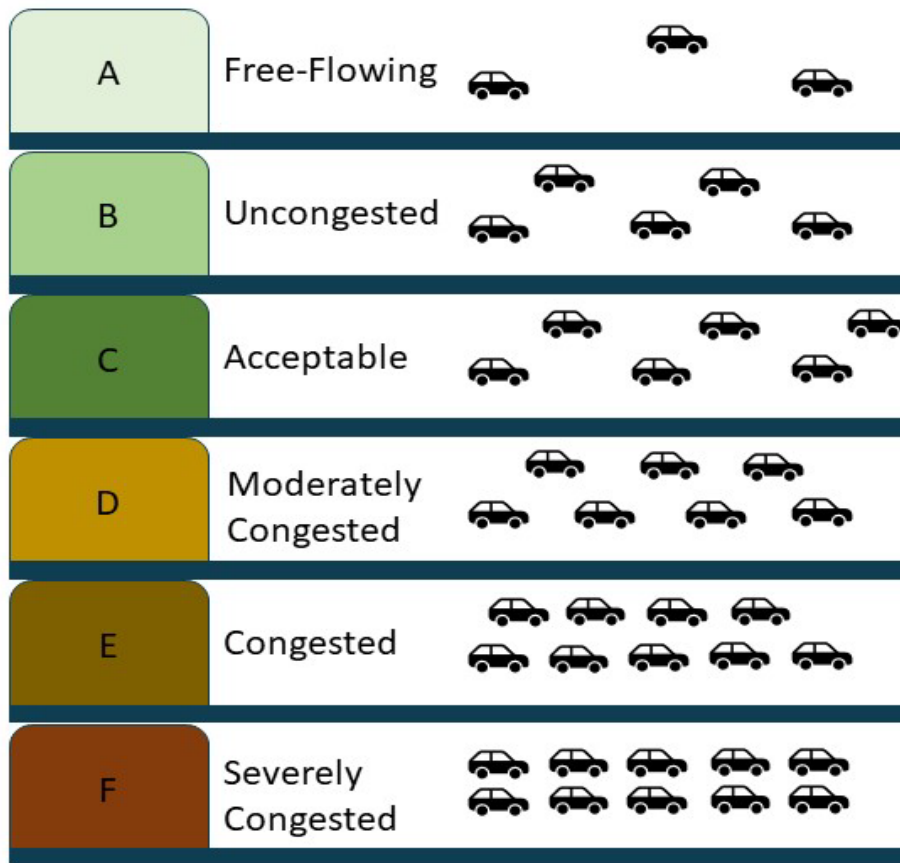 A
Free-Flowing
B
Uncongested
C
Acceptable
D
Moderately
Congested
E
Congested
F
Severely
Congested